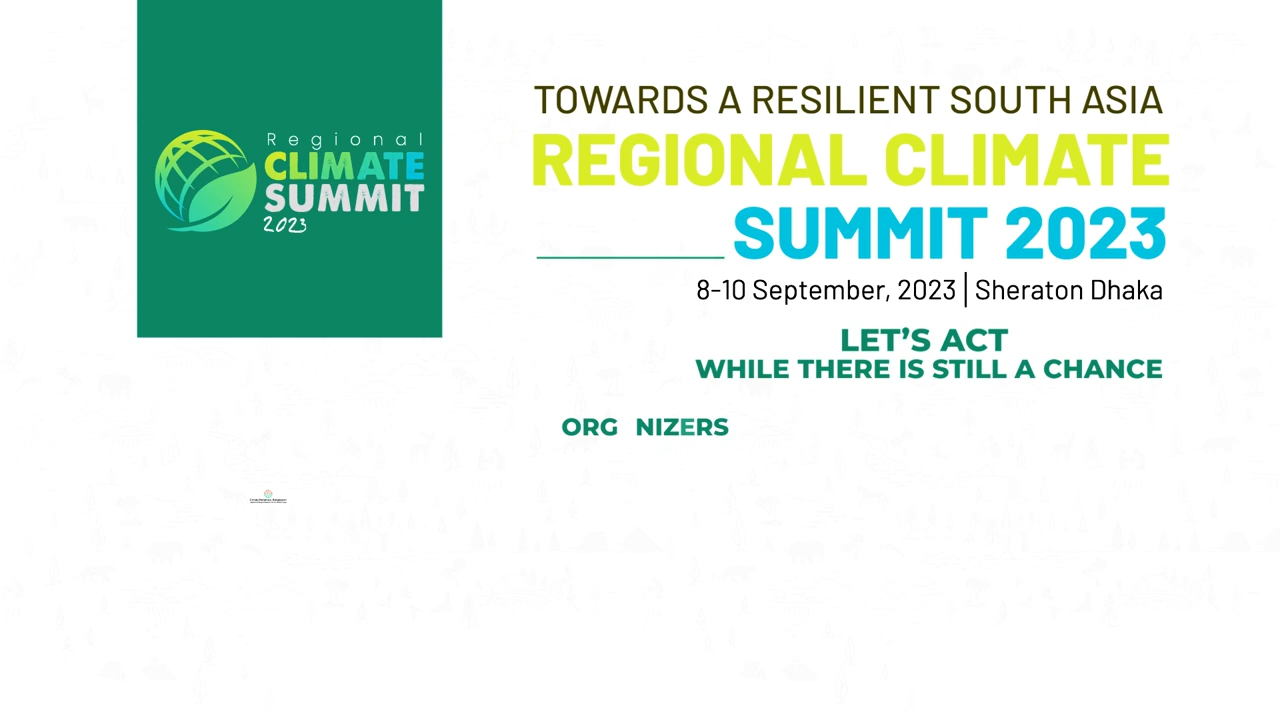 Regional
CLIMATE
SUMMIT
2023
TOWARDS A RESILIENT SOUTH ASIA
REGIONAL CLIMATE
SUMMIT 2023
8-10 September, 2023 | Sheraton Dhaka
LET'S ACT
WHILE THERE IS STILL A CHANCE
ORG NIZERS